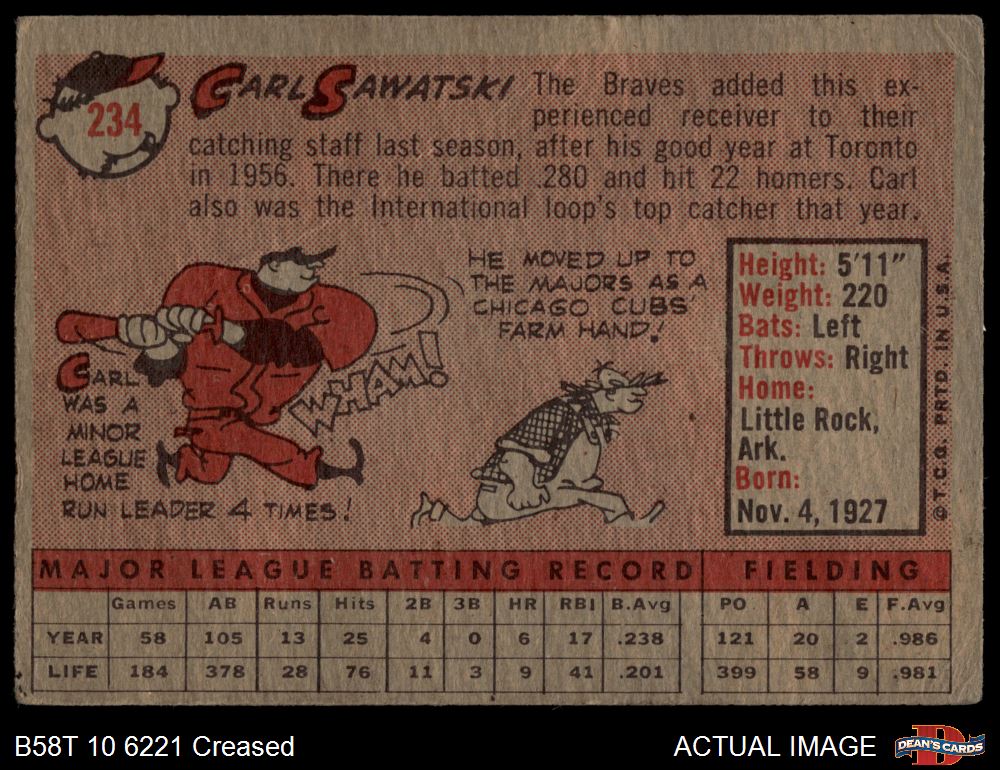 234
CARL SAWATSKI The Braves added this ex-
perienced receiver to their
catching staff last season, after his good year at Toronto
in 1956. There he batted .280 and hit 22 homers. Carl
also was the International loop's top catcher that year.
HE MOVED UP TO
THE MAJORS AS A
CHICAGO CUBS'
FARM HAND!
WHAM!
CARL
WAS A
MINOR
LEAGUE
HOME
RUN LEADER 4 TIMES!
Height: 5'11"
Weight: 220
Bats: Left
Throws: Right
Home:
Little Rock,
Ark.
Born:
Nov. 4, 1927
© T.C.G. PRTD. IN U.S.A.
MAJOR LEAGUE BATTING RECORD FIELDING
Games AB Runs Hits 2B 3B HR RBI B.Avg PO A E F.Avg
YEAR 58 105 13 25 4 0 6 17 .238 121 20 2 .986
LIFE 184 378 28 76 11 3 9 41 .201 399 58 9 .981
B58T 10 6221 Creased
ACTUAL IMAGE
D
DEAN'S CARDS